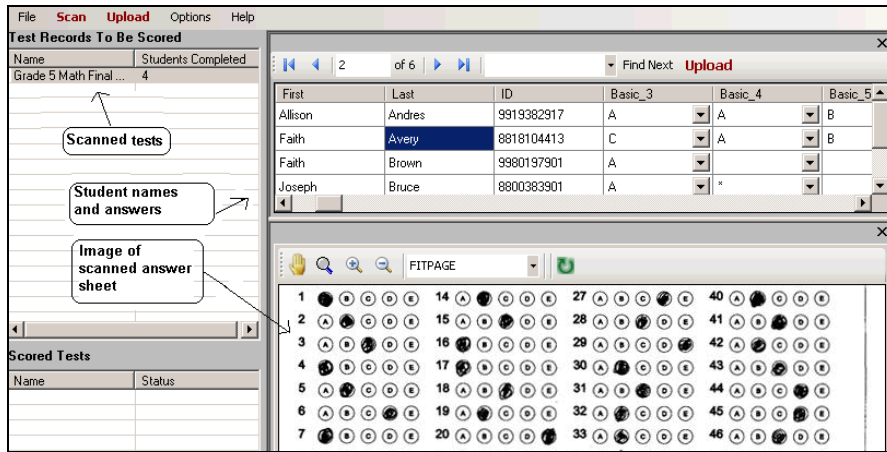 File Scan Upload Options Help
Test Records To Be Scored
Name Students Completed
Grade 5 Math Final ... 4
Scanned tests
Student names
and answers
Image of
scanned answer
sheet
Scored Tests
Name Status
2 of 6 Find Next Upload
First Last ID Basic_3 Basic_4 Basic_5
Allison Andres 9919382917 A A B
Faith Avery 8818104413 C A B
Faith Brown 9980197901 A
Joseph Bruce 8800383901 A *
FITPAGE
1 B C D E 14 A C D E 27 A B C E 40 A C D E
2 A C D E 15 A B D E 28 A B D E 41 A B D E
3 A B D E 16 B C D E 29 A B C D 42 A C D E
4 B C D E 17 B C D E 30 A C D E 43 A B D E
5 A C D E 18 A B D E 31 A B D E 44 A B C E
6 A B C E 19 A C D E 32 A C D E 45 A B C E
7 B C D E 20 A B C D 33 A C D E 46 A B D E